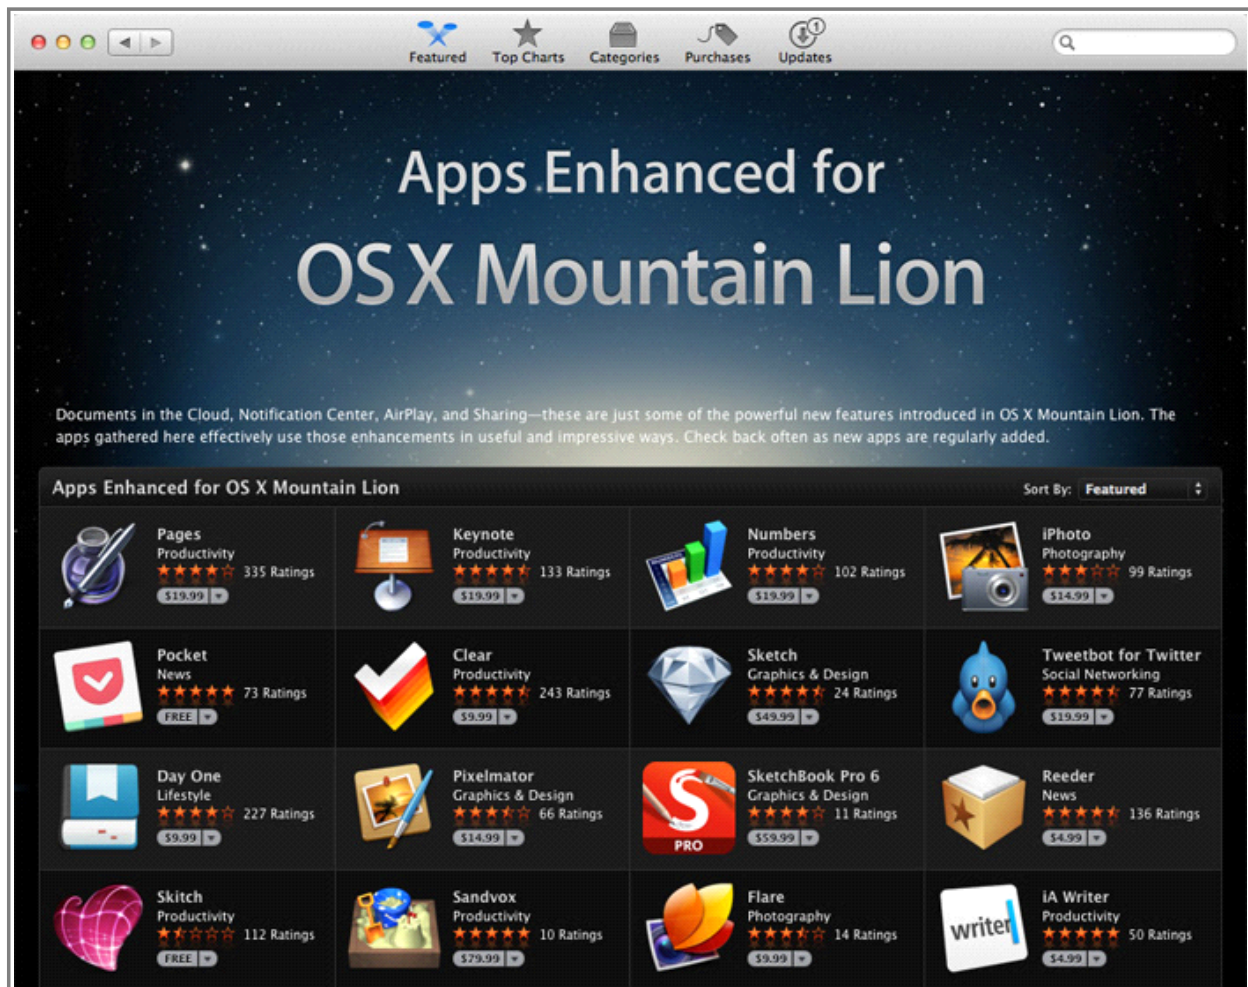 Featured
Top Charts
Categories
Purchases
1
Updates
Apps Enhanced for
OS X Mountain Lion
Documents in the Cloud, Notification Center, AirPlay, and Sharing—these are just some of the powerful new features introduced in OS X Mountain Lion. The
apps gathered here effectively use those enhancements in useful and impressive ways. Check back often as new apps are regularly added.
Apps Enhanced for OS X Mountain Lion
Sort By: Featured
Pages
Productivity
335 Ratings
$19.99
Keynote
Productivity
133 Ratings
$19.99
Numbers
Productivity
102 Ratings
$19.99
iPhoto
Photography
99 Ratings
$14.99
Pocket
News
73 Ratings
FREE
Clear
Productivity
243 Ratings
$9.99
Sketch
Graphics & Design
24 Ratings
$49.99
Tweetbot for Twitter
Social Networking
77 Ratings
$19.99
Day One
Lifestyle
227 Ratings
$9.99
Pixelmator
Graphics & Design
66 Ratings
$14.99
PRO
SketchBook Pro 6
Graphics & Design
11 Ratings
$59.99
Reeder
News
136 Ratings
$4.99
Skitch
Productivity
112 Ratings
FREE
Sandvox
Productivity
10 Ratings
$79.99
Flare
Photography
14 Ratings
$9.99
writer
iA Writer
Productivity
50 Ratings
$4.99